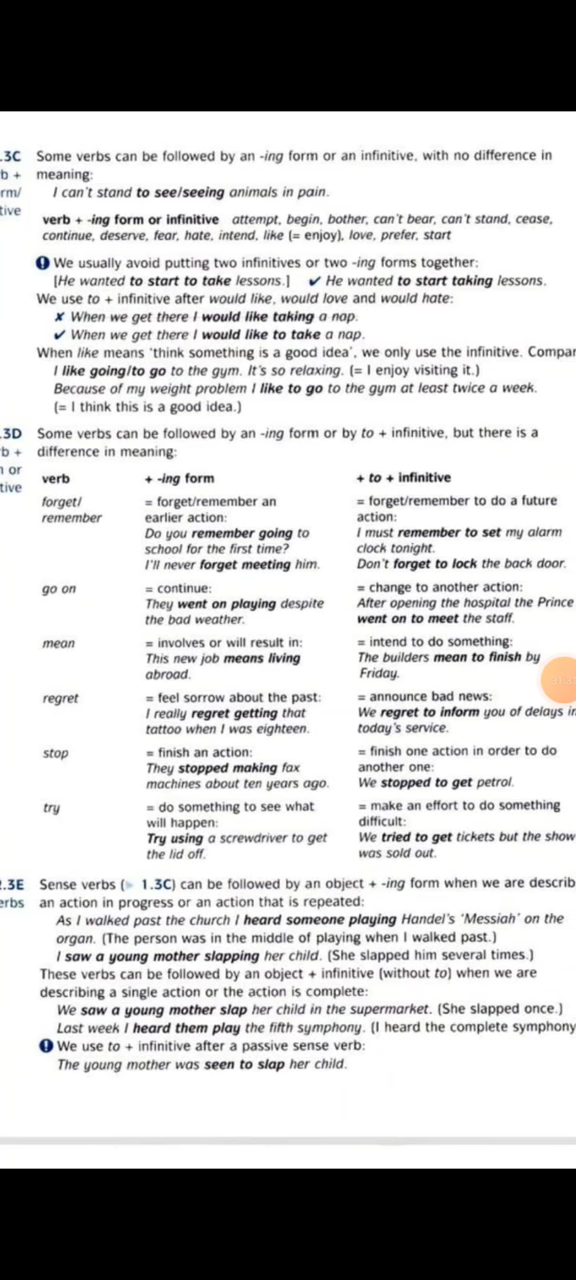 .3C Some verbs can be followed by an -ing form or an infinitive, with no difference in
b + meaning:
rm/ I can't stand to see/seeing animals in pain.
tive
verb + -ing form or infinitive attempt, begin, bother, can't bear, can't stand, cease,
continue, deserve, fear, hate, intend, like (= enjoy), love, prefer, start
! We usually avoid putting two infinitives or two -ing forms together:
[He wanted to start to take lessons.] ✔ He wanted to start taking lessons.
We use to + infinitive after would like, would love and would hate:
✘ When we get there I would like taking a nap.
✔ When we get there I would like to take a nap.
When like means 'think something is a good idea', we only use the infinitive. Compar
I like going/to go to the gym. It's so relaxing. (= I enjoy visiting it.)
Because of my weight problem I like to go to the gym at least twice a week.
(= I think this is a good idea.)
.3D Some verbs can be followed by an -ing form or by to + infinitive, but there is a
b + difference in meaning:
n or
tive
verb + -ing form + to + infinitive
forget/ = forget/remember an = forget/remember to do a future
remember earlier action: action:
Do you remember going to I must remember to set my alarm
school for the first time? clock tonight.
I'll never forget meeting him. Don't forget to lock the back door.
go on = continue: = change to another action:
They went on playing despite After opening the hospital the Prince
the bad weather. went on to meet the staff.
mean = involves or will result in: = intend to do something:
This new job means living The builders mean to finish by
abroad. Friday.
regret = feel sorrow about the past: = announce bad news:
I really regret getting that We regret to inform you of delays in
tattoo when I was eighteen. today's service.
stop = finish an action: = finish one action in order to do
They stopped making fax another one:
machines about ten years ago. We stopped to get petrol.
try = do something to see what = make an effort to do something
will happen: difficult:
Try using a screwdriver to get We tried to get tickets but the show
the lid off. was sold out.
2.3E Sense verbs (▶ 1.3C) can be followed by an object + -ing form when we are describ
erbs an action in progress or an action that is repeated:
As I walked past the church I heard someone playing Handel's 'Messiah' on the
organ. (The person was in the middle of playing when I walked past.)
I saw a young mother slapping her child. (She slapped him several times.)
These verbs can be followed by an object + infinitive (without to) when we are
describing a single action or the action is complete:
We saw a young mother slap her child in the supermarket. (She slapped once.)
Last week I heard them play the fifth symphony. (I heard the complete symphony
! We use to + infinitive after a passive sense verb:
The young mother was seen to slap her child.